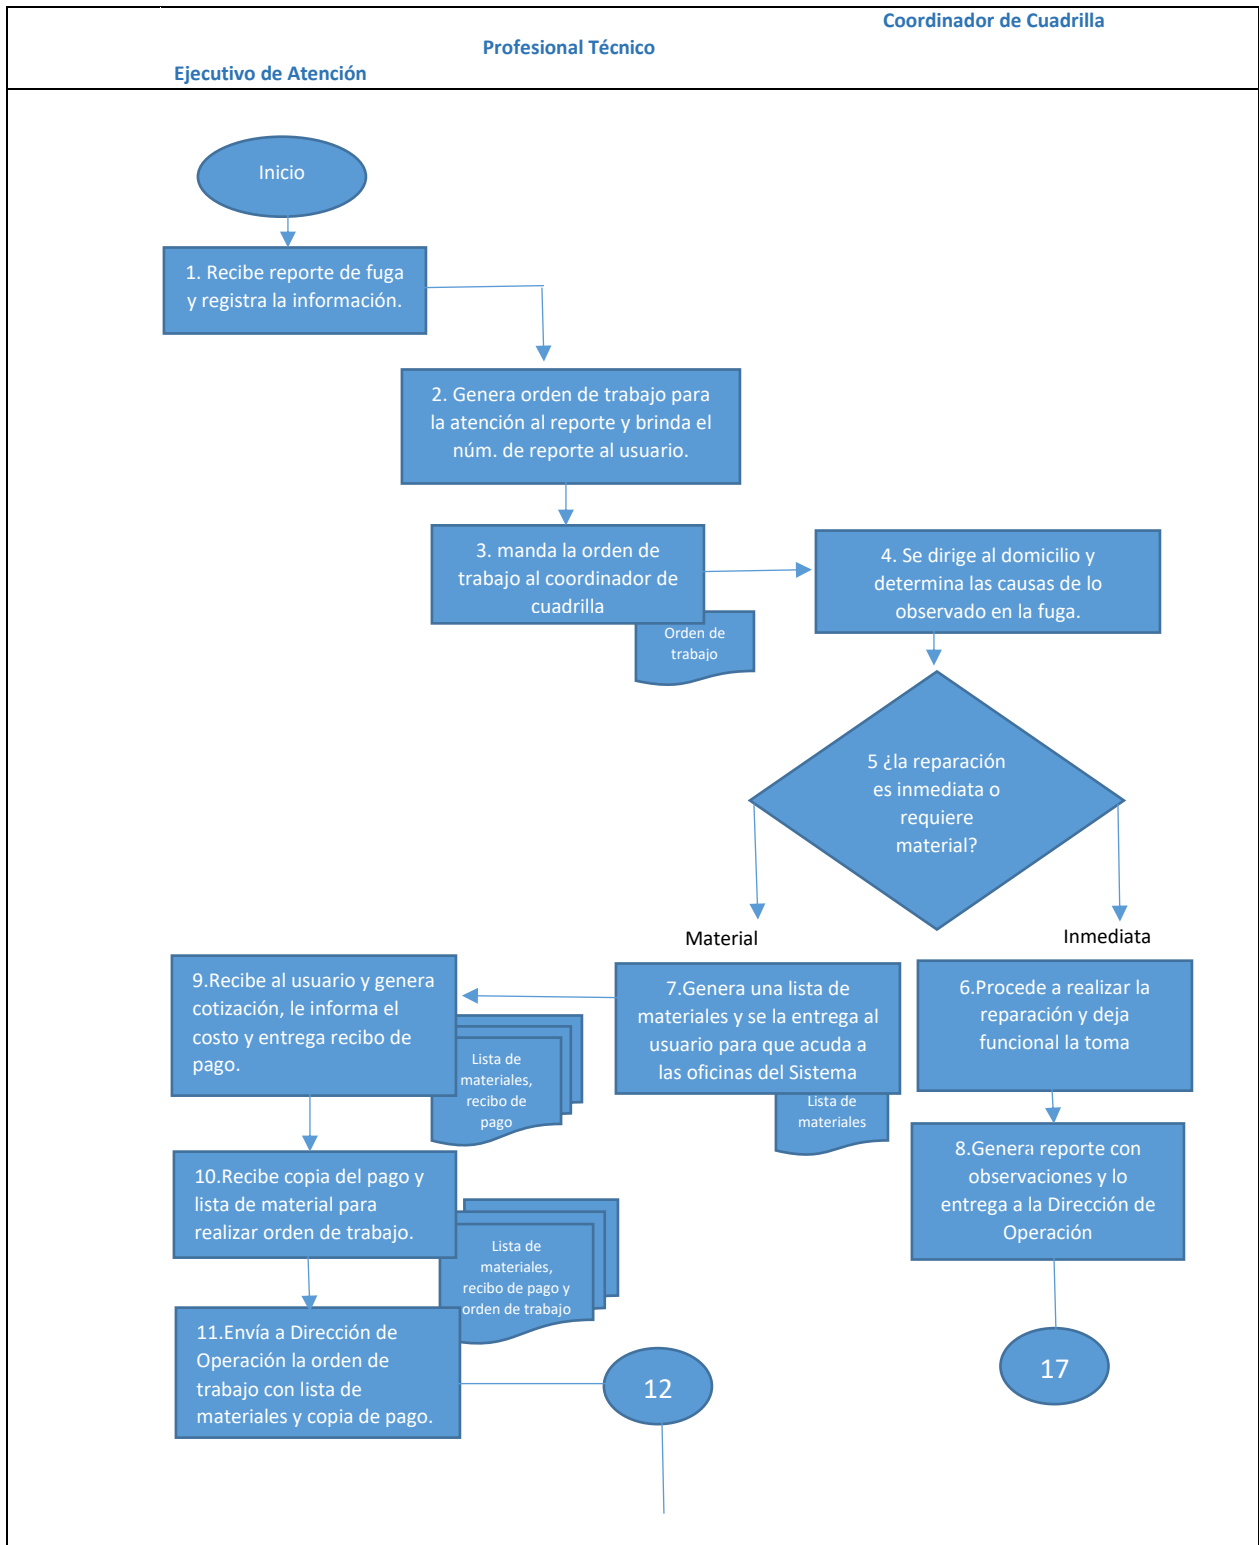 Coordinador de Cuadrilla
Profesional Técnico
Ejecutivo de Atención
Inicio
1. Recibe reporte de fuga
y registra la información.
2. Genera orden de trabajo para
la atención al reporte y brinda el
núm. de reporte al usuario.
3. manda la orden de
trabajo al coordinador de
cuadrilla
Orden de
trabajo
4. Se dirige al domicilio y
determina las causas de lo
observado en la fuga.
5 ¿la reparación
es inmediata o
requiere
material?
Material
Inmediata
9.Recibe al usuario y genera
cotización, le informa el
costo y entrega recibo de
pago.
Lista de
materiales,
recibo de
pago
7.Genera una lista de
materiales y se la entrega al
usuario para que acuda a
las oficinas del Sistema
Lista de
materiales
6.Procede a realizar la
reparación y deja
funcional la toma
8.Genera reporte con
observaciones y lo
entrega a la Dirección de
Operación
10.Recibe copia del pago y
lista de material para
realizar orden de trabajo.
Lista de
materiales,
recibo de pago y
orden de trabajo
11.Envía a Dirección de
Operación la orden de
trabajo con lista de
materiales y copia de pago.
12
17